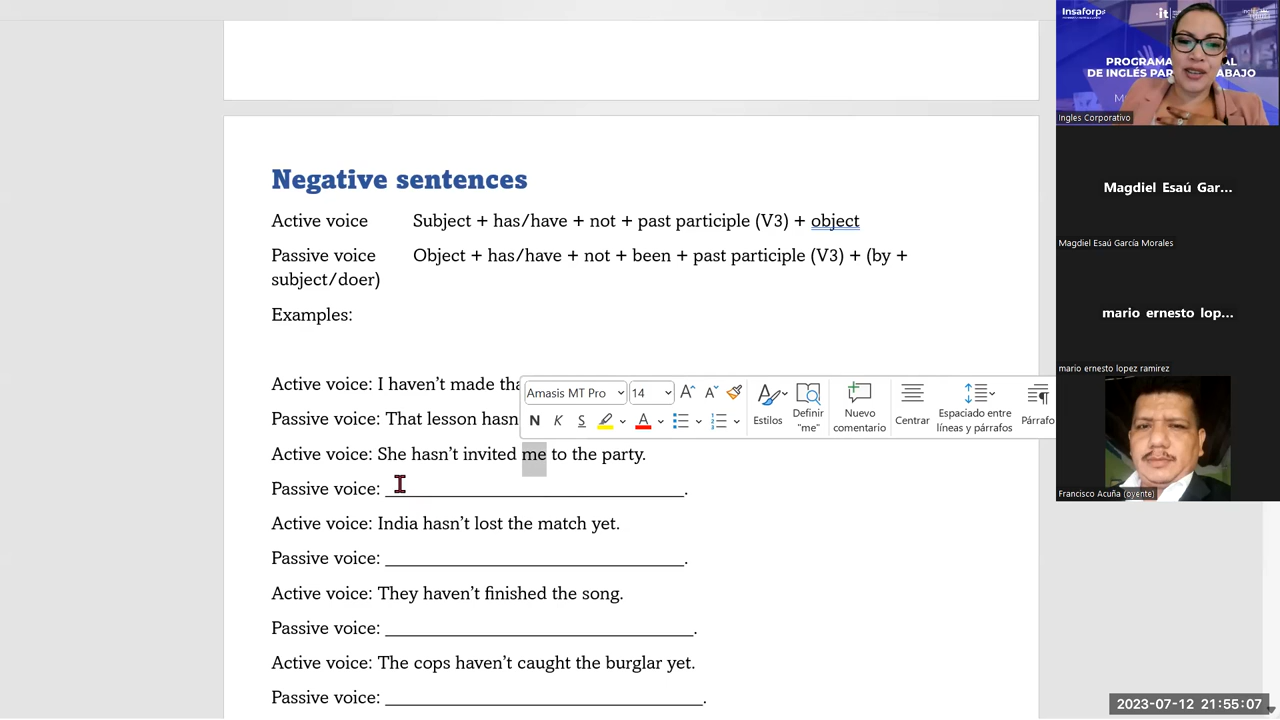 Negative sentences
Active voice Subject + has/have + not + past participle (V3) + object
Passive voice Object + has/have + not + been + past participle (V3) + (by +
subject/doer)
Examples:
Active voice: I haven't made tha
Passive voice: That lesson hasn
Active voice: She hasn't invited me to the party.
Passive voice: ______________________________.
Active voice: India hasn't lost the match yet.
Passive voice: ______________________________.
Active voice: They haven't finished the song.
Passive voice: _______________________________.
Active voice: The cops haven't caught the burglar yet.
Passive voice: ________________________________.
Amasis MT Pro 14 A A
N K S A
Estilos
Definir
"me"
Nuevo
comentario
Centrar
Espaciado entre
líneas y párrafos
Párrafo
Insaforp
PROGRAMA AL
DE INGLÉS PAR ABAJO
Ingles Corporativo
Magdiel Esaú Gar...
Magdiel Esaú García Morales
mario ernesto lop...
mario ernesto lopez ramirez
Francisco Acuña (oyente)
2023-07-12 21:55:07